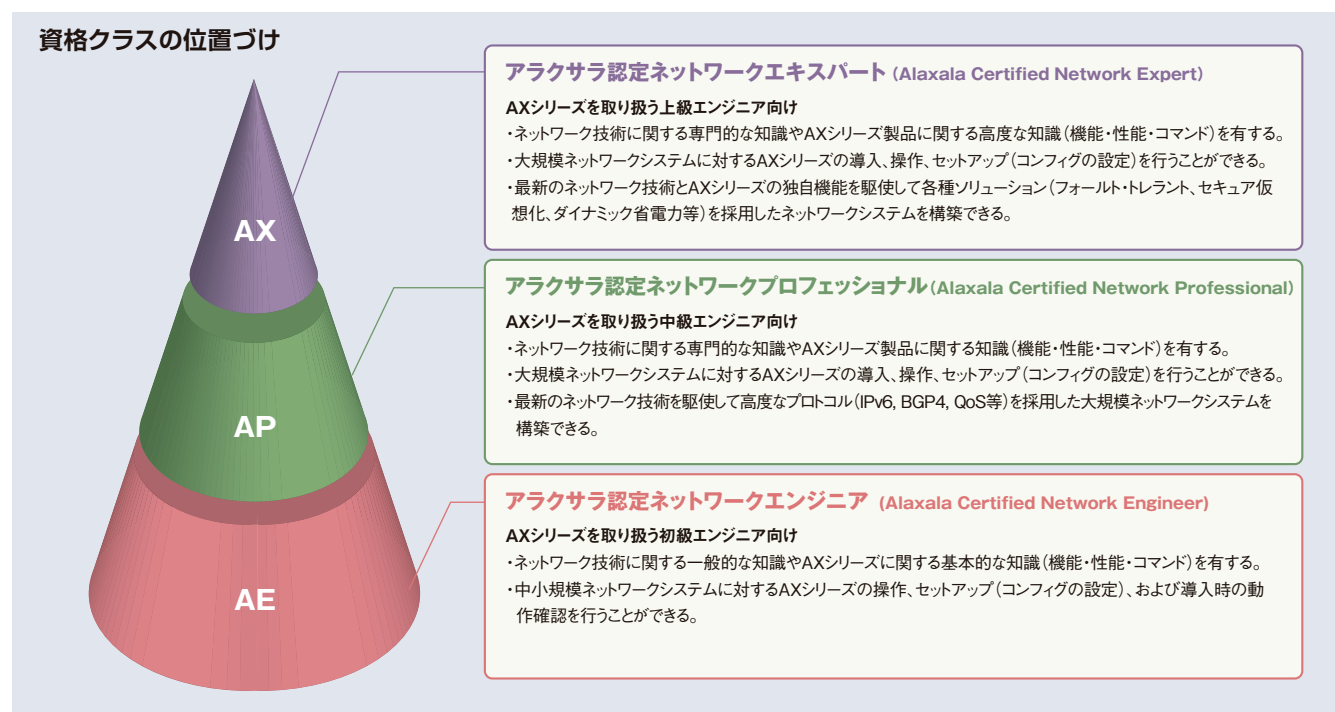 資格クラスの位置づけ
アラクサラ認定ネットワークエキスパート (Alaxala Certified Network Expert)
AXシリーズを取り扱う上級エンジニア向け
・ネットワーク技術に関する専門的な知識やAXシリーズ製品に関する高度な知識（機能・性能・コマンド）を有する。
・大規模ネットワークシステムに対するAXシリーズの導入、操作、セットアップ（コンフィグの設定）を行うことができる。
・最新のネットワーク技術とAXシリーズの独自機能を駆使して各種ソリューション（フォールト・トレラント、セキュア仮
想化、ダイナミック省電力等）を採用したネットワークシステムを構築できる。
AX
アラクサラ認定ネットワークプロフェッショナル (Alaxala Certified Network Professional)
AXシリーズを取り扱う中級エンジニア向け
・ネットワーク技術に関する専門的な知識やAXシリーズ製品に関する知識（機能・性能・コマンド）を有する。
・大規模ネットワークシステムに対するAXシリーズの導入、操作、セットアップ（コンフィグの設定）を行うことができる。
・最新のネットワーク技術を駆使して高度なプロトコル（IPv6, BGP4, QoS等）を採用した大規模ネットワークシステムを
構築できる。
AP
アラクサラ認定ネットワークエンジニア (Alaxala Certified Network Engineer)
AXシリーズを取り扱う初級エンジニア向け
・ネットワーク技術に関する一般的な知識やAXシリーズに関する基本的な知識（機能・性能・コマンド）を有する。
・中小規模ネットワークシステムに対するAXシリーズの操作、セットアップ（コンフィグの設定）、および導入時の動
作確認を行うことができる。
AE